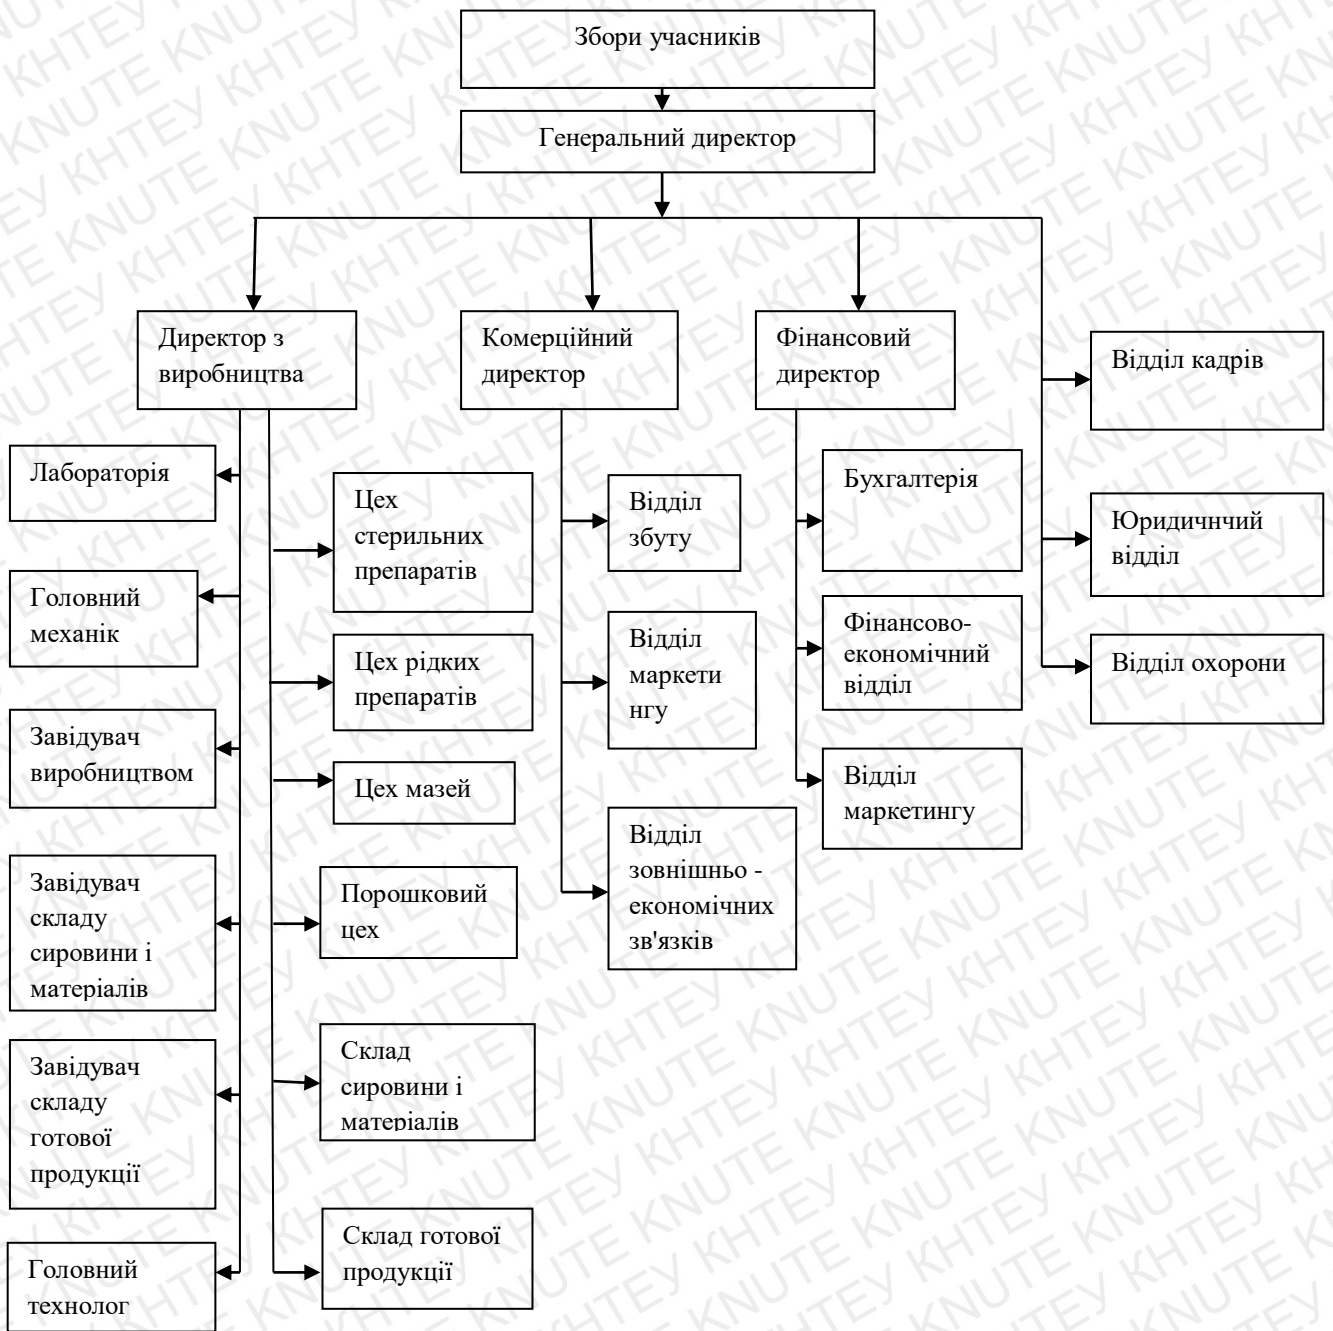 Збори учасників
Генеральний директор
Директор з
виробництва
Комерційний
директор
Фінансовий
директор
Відділ кадрів
Юридичнчий
відділ
Відділ охорони
Лабораторія
Головний
механік
Завідувач
виробництвом
Завідувач
складу
сировини і
матеріалів
Завідувач
складу
готової
продукції
Головний
технолог
Цех
стерильних
препаратів
Цех рідких
препаратів
Цех мазей
Порошковий
цех
Склад
сировини і
матеріалів
Склад готової
продукції
Відділ
збуту
Відділ
маркети
нгу
Відділ
зовнішньо -
економічних
зв'язків
Бухгалтерія
Фінансово-
економічний
відділ
Відділ
маркетингу
KNUTE КНТЕУ